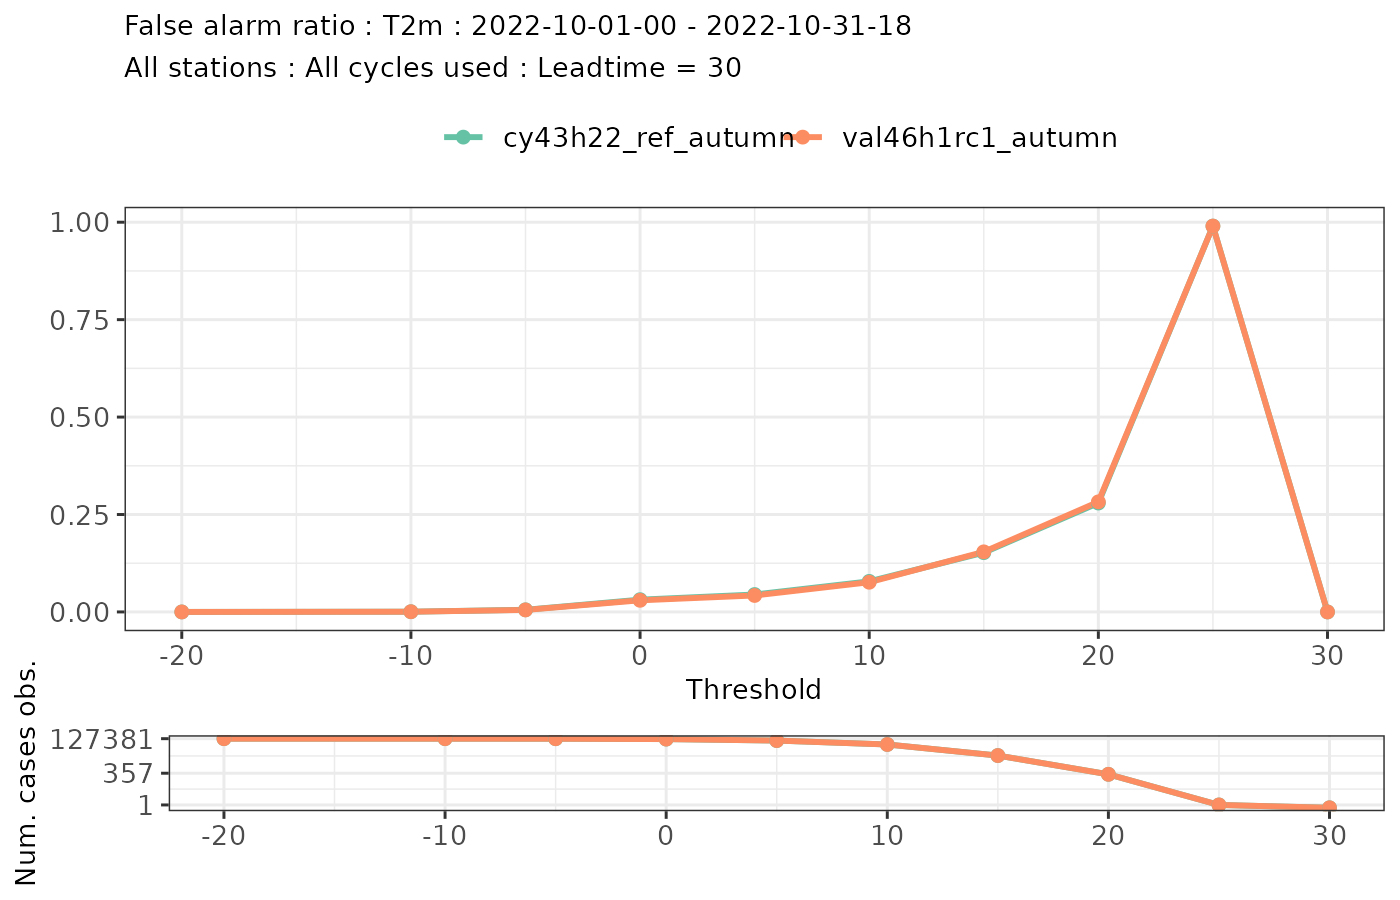 False alarm ratio : T2m : 2022-10-01-00 - 2022-10-31-18
All stations : All cycles used : Leadtime = 30
cy43h22_ref_autumn val46h1rc1_autumn
1.00
0.75
0.50
0.25
0.00
-20 -10 0 10 20 30
Threshold
Num. cases obs.
127381
357
1
-20 -10 0 10 20 30